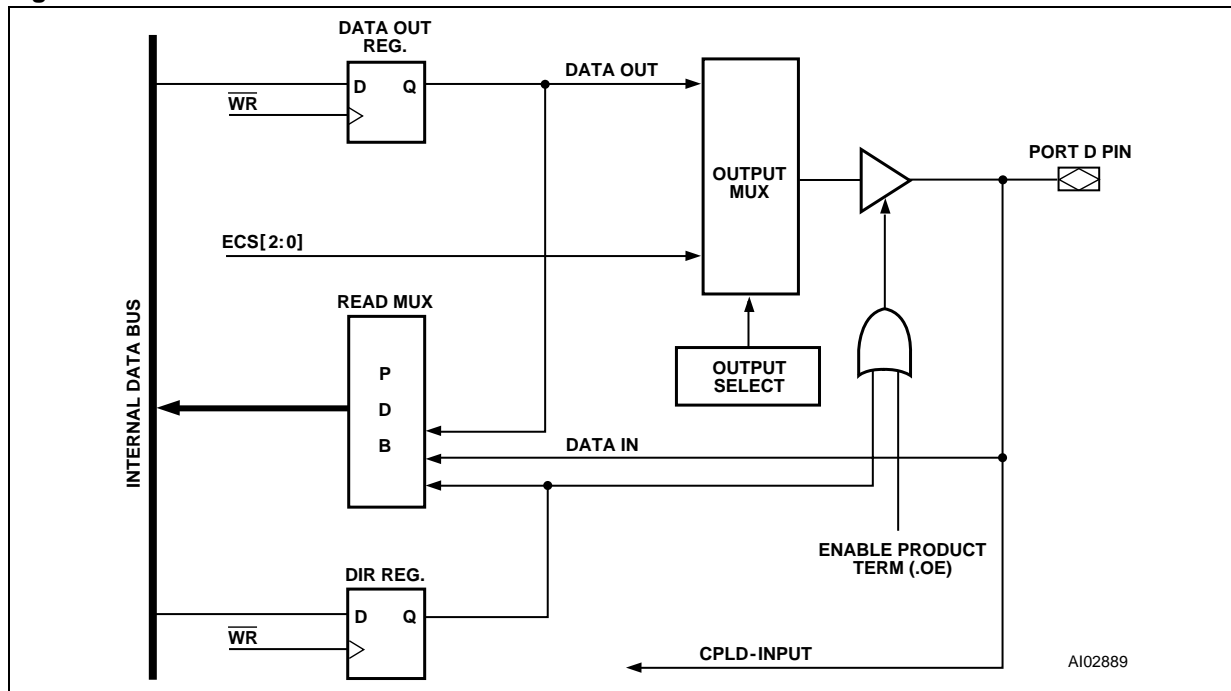 DATA OUT
REG.
DATA OUT
D Q
WR
PORT D PIN
OUTPUT
MUX
ECS[2:0]
READ MUX
P
D
B
OUTPUT
SELECT
INTERNAL DATA BUS
DATA IN
ENABLE PRODUCT
TERM (.OE)
DIR REG.
D Q
WR
CPLD-INPUT
AI02889